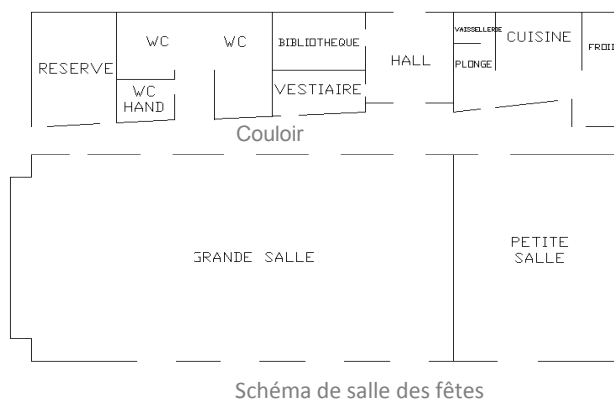 RESERVE
WC
WC
WC
HAND
BIBLIOTHEQUE
VESTIAIRE
HALL
VAISSELLERIE
PLONGE
CUISINE
FROID
Couloir
GRANDE SALLE
PETITE
SALLE
Schéma de salle des fêtes